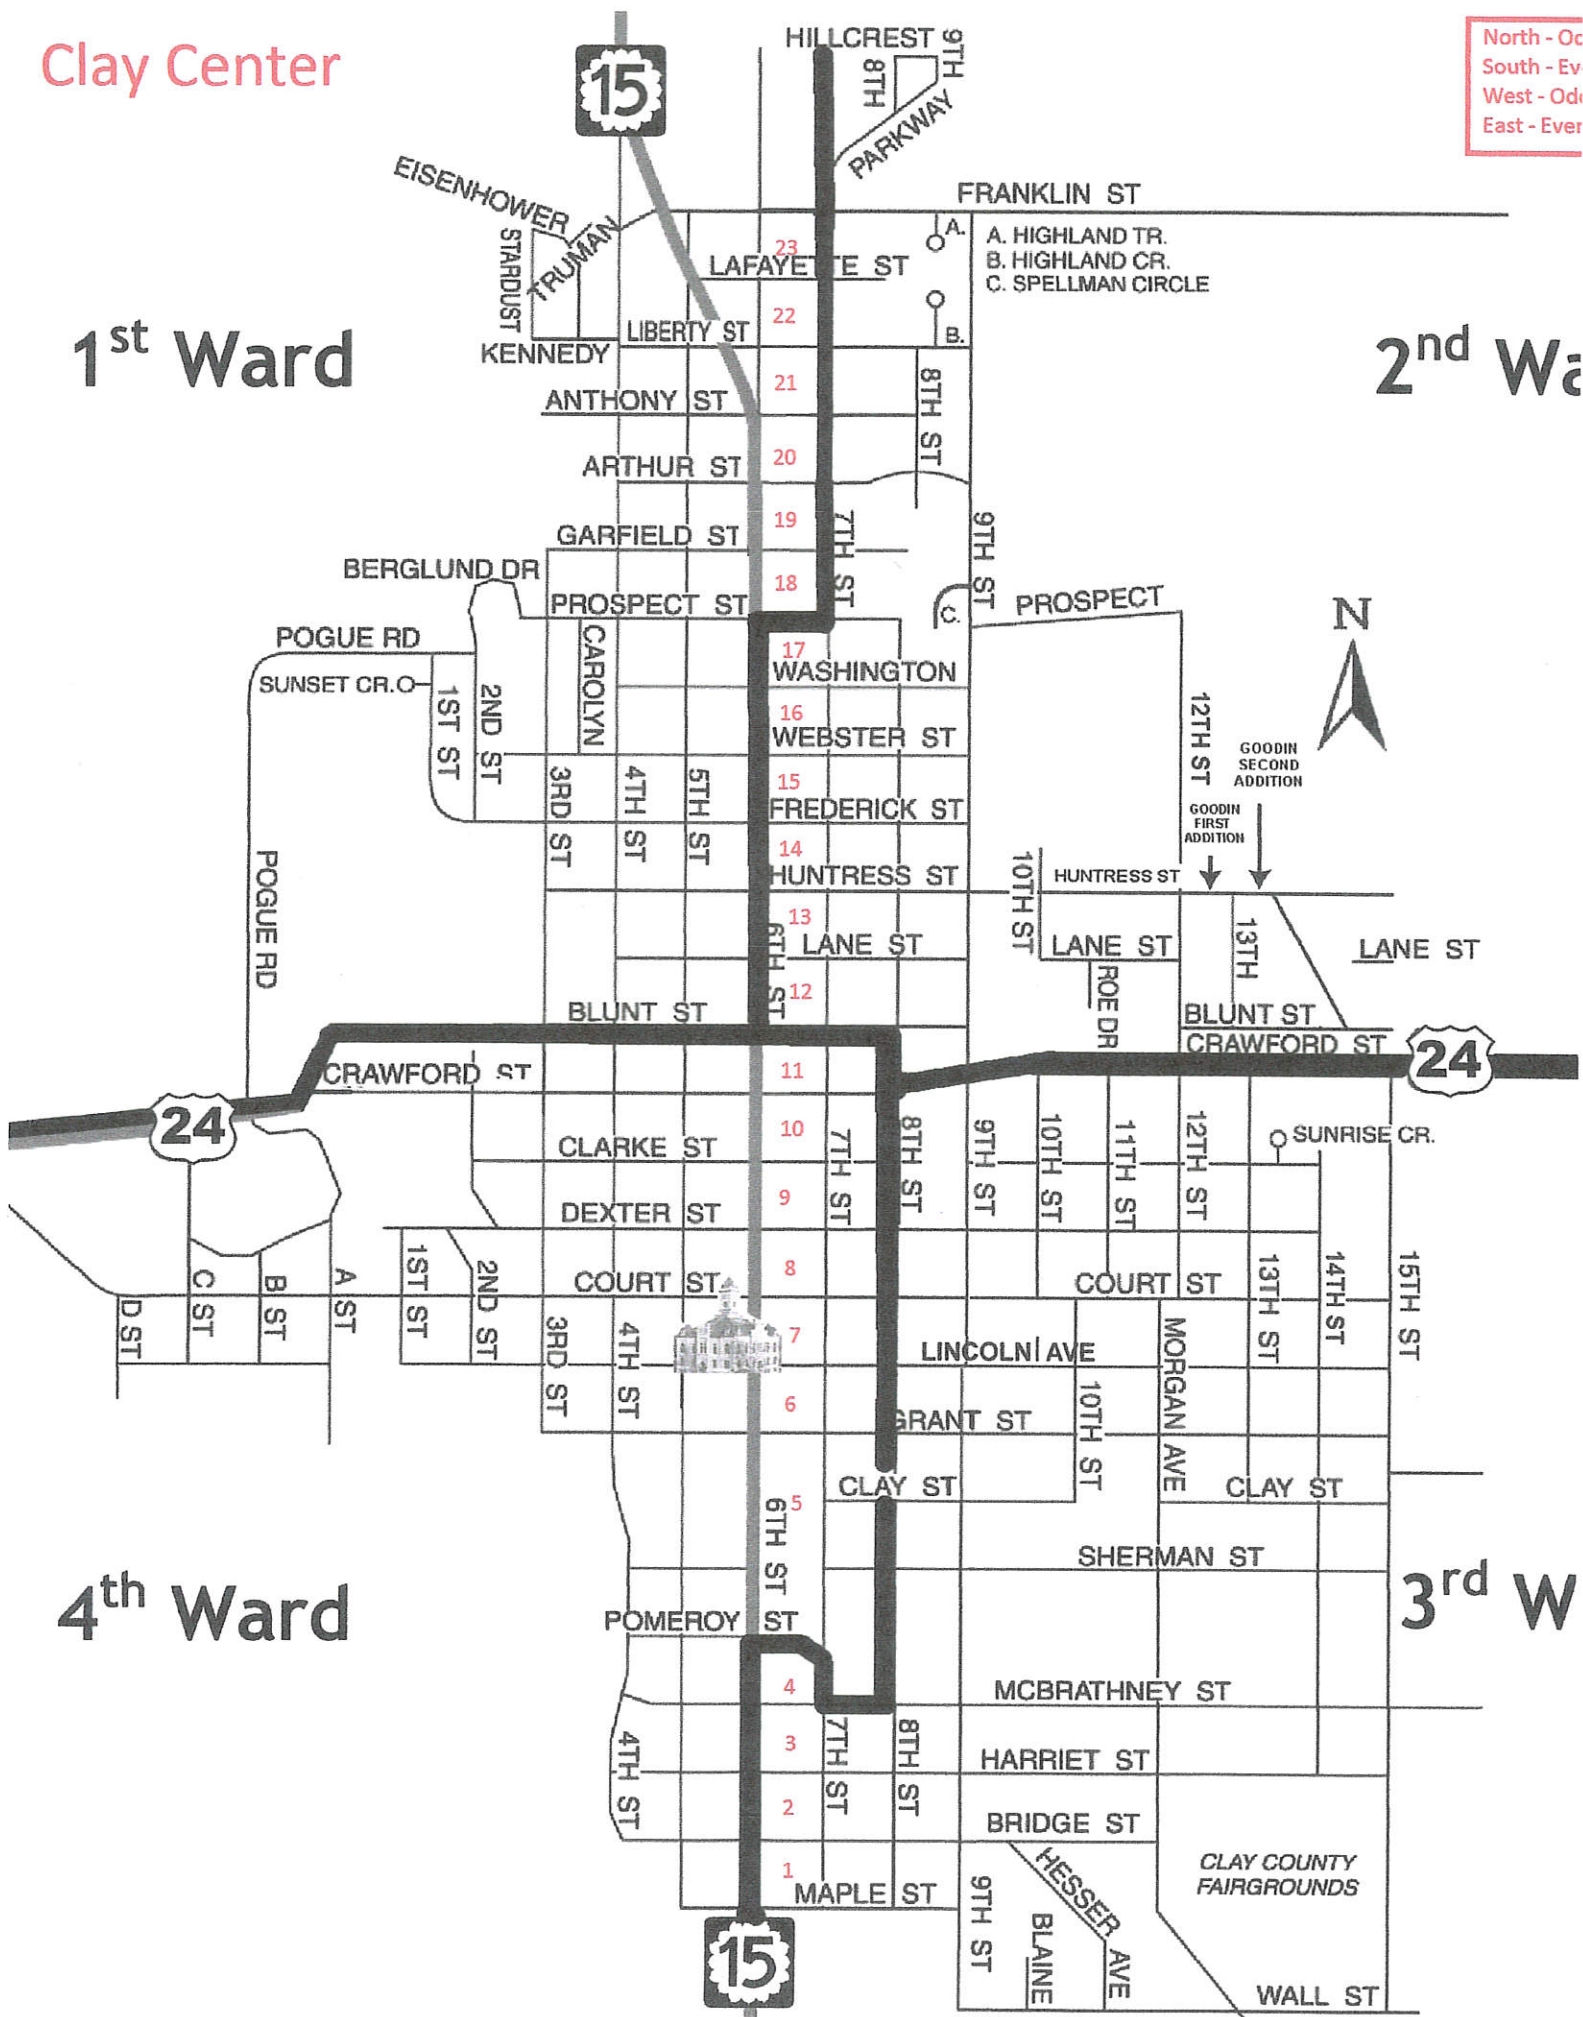 Clay Center
North - Od
South - Ev
West - Odd
East - Even
15
HILLCREST
9TH
8TH
PARKWAY
EISENHOWER
TRUMAN
STARDUST
FRANKLIN ST
A.
A. HIGHLAND TR.
B. HIGHLAND CR.
C. SPELLMAN CIRCLE
23
LAFAYETTE ST
22
LIBERTY ST
B.
KENNEDY
1st Ward
2nd Wa
21
8TH ST
ANTHONY ST
20
ARTHUR ST
19
7TH ST
9TH ST
GARFIELD ST
BERGLUND DR
18
PROSPECT ST
C.
PROSPECT
N
POGUE RD
CAROLYN
17
WASHINGTON
SUNSET CR.
1ST ST
2ND ST
16
WEBSTER ST
12TH ST
GOODIN
SECOND
ADDITION
3RD ST
4TH ST
5TH ST
15
FREDERICK ST
GOODIN
FIRST
ADDITION
14
HUNTRESS ST
10TH ST
HUNTRESS ST
POGUE RD
13
6TH ST
LANE ST
LANE ST
13TH
LANE ST
ROE DR
12
BLUNT ST
BLUNT ST
CRAWFORD ST
24
11
CRAWFORD ST
24
10
7TH ST
8TH ST
9TH ST
10TH ST
11TH ST
12TH ST
SUNRISE CR.
CLARKE ST
9
DEXTER ST
8
COURT ST
COURT ST
D ST
C ST
B ST
A ST
1ST ST
2ND ST
3RD ST
4TH ST
13TH ST
14TH ST
15TH ST
7
LINCOLN AVE
MORGAN AVE
6
10TH ST
GRANT ST
CLAY ST
CLAY ST
5
6TH ST
SHERMAN ST
4th Ward
3rd W
POMEROY ST
4
MCBRATHNEY ST
3
4TH ST
7TH ST
8TH ST
HARRIET ST
2
BRIDGE ST
1
MAPLE ST
9TH ST
HESSER AVE
BLAINE
CLAY COUNTY
FAIRGROUNDS
15
WALL ST